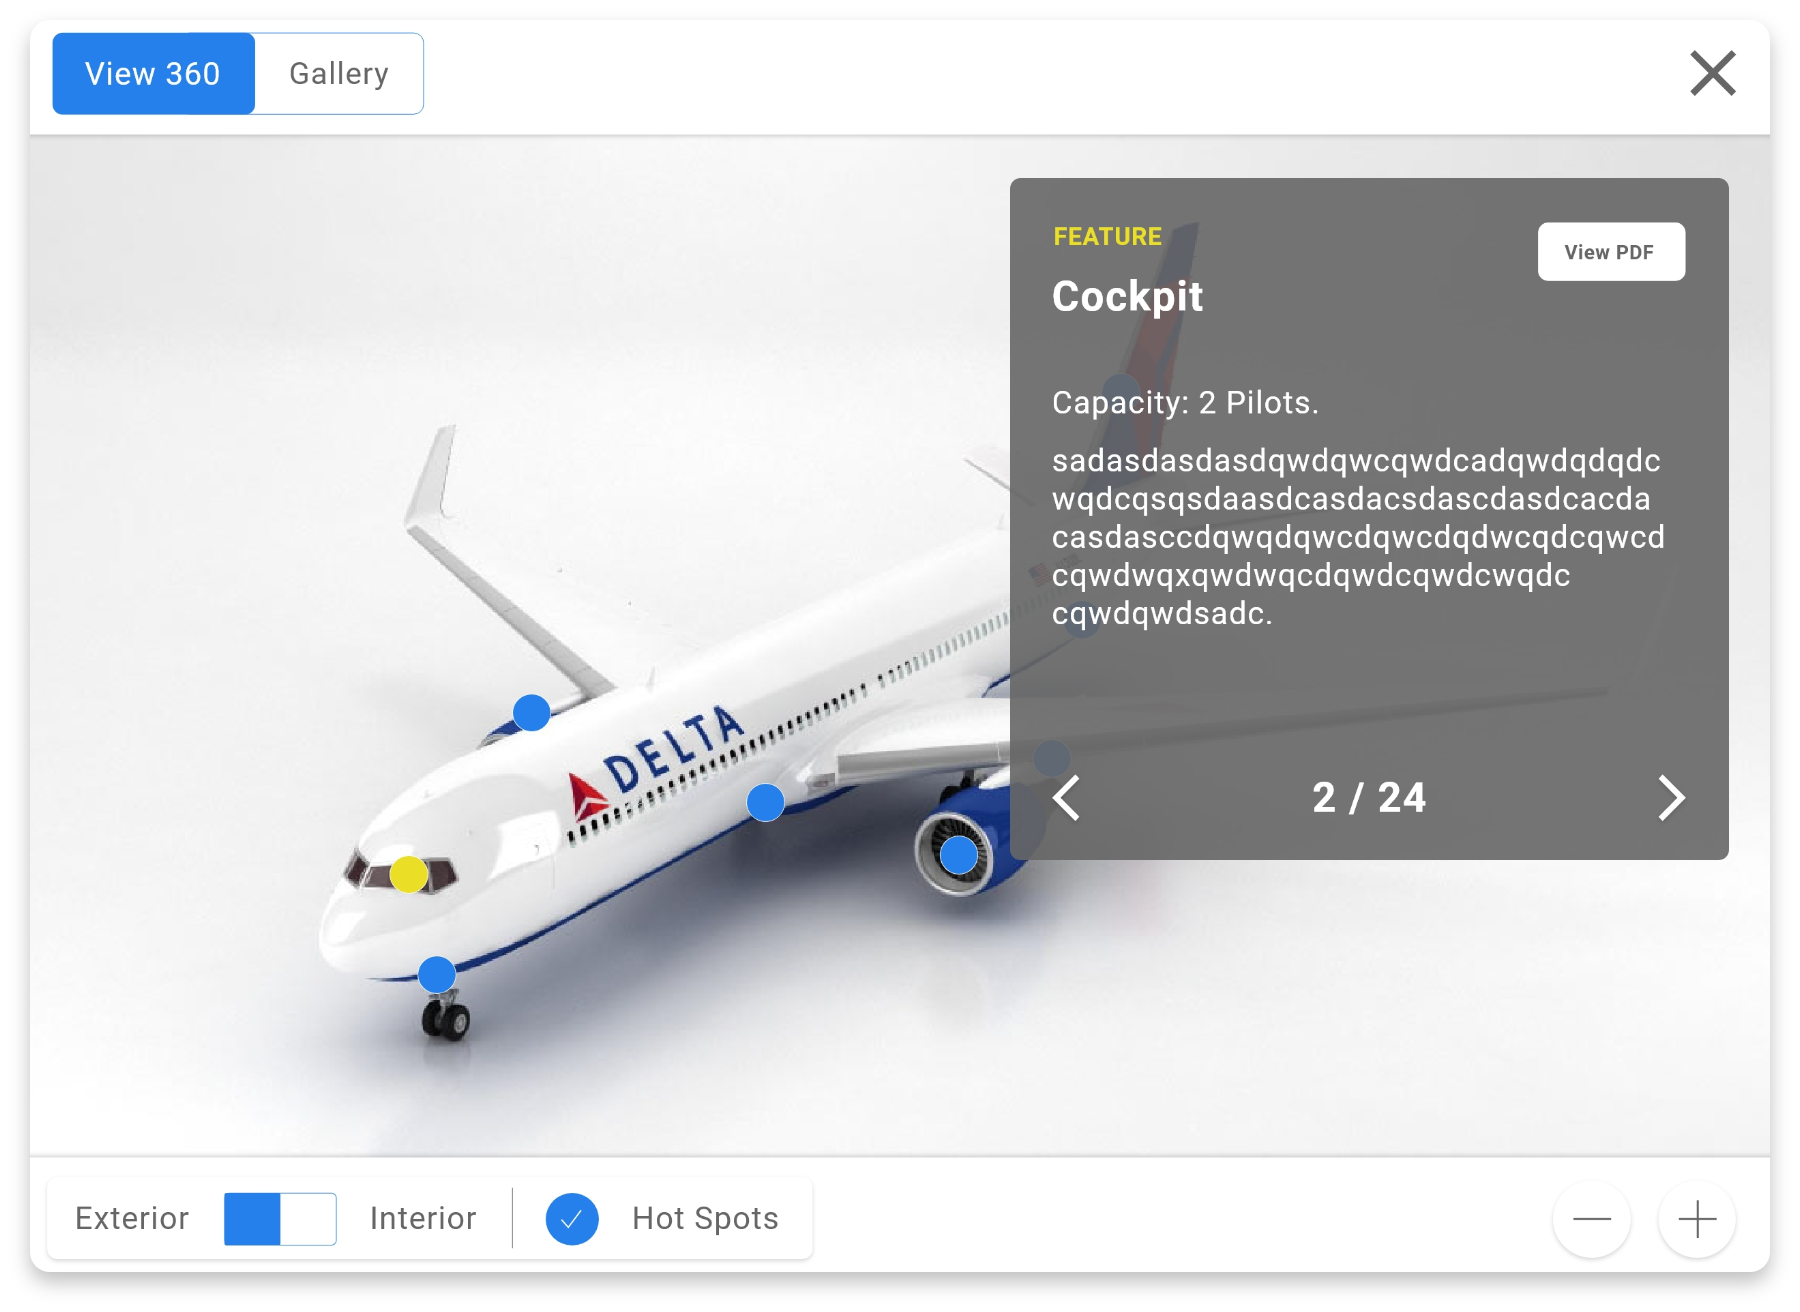 View 360
Gallery
FEATURE
View PDF
Cockpit
Capacity: 2 Pilots.
sadasdasdasdqwdqwcqwdcadqwdqdqdc
wqdcqsqsdaasdcasdacsdascdasdcacda
casdasccdqwqdqwcdqwcdqdwcqdcqwcd
cqwdwqxqwdwqcdqwdcqwdcwqdc
cqwdqwdsadc.
DELTA
2 / 24
Exterior
Interior
Hot Spots